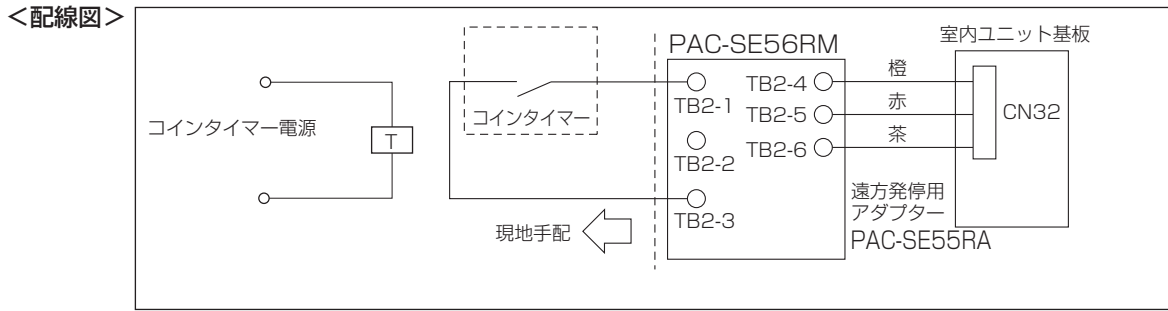 ＜配線図＞
コインタイマー電源
T
コインタイマー
現地手配
PAC-SE56RM
TB2-1
TB2-2
TB2-3
TB2-4
TB2-5
TB2-6
橙
赤
茶
遠方発停用
アダプター
PAC-SE55RA
室内ユニット基板
CN32